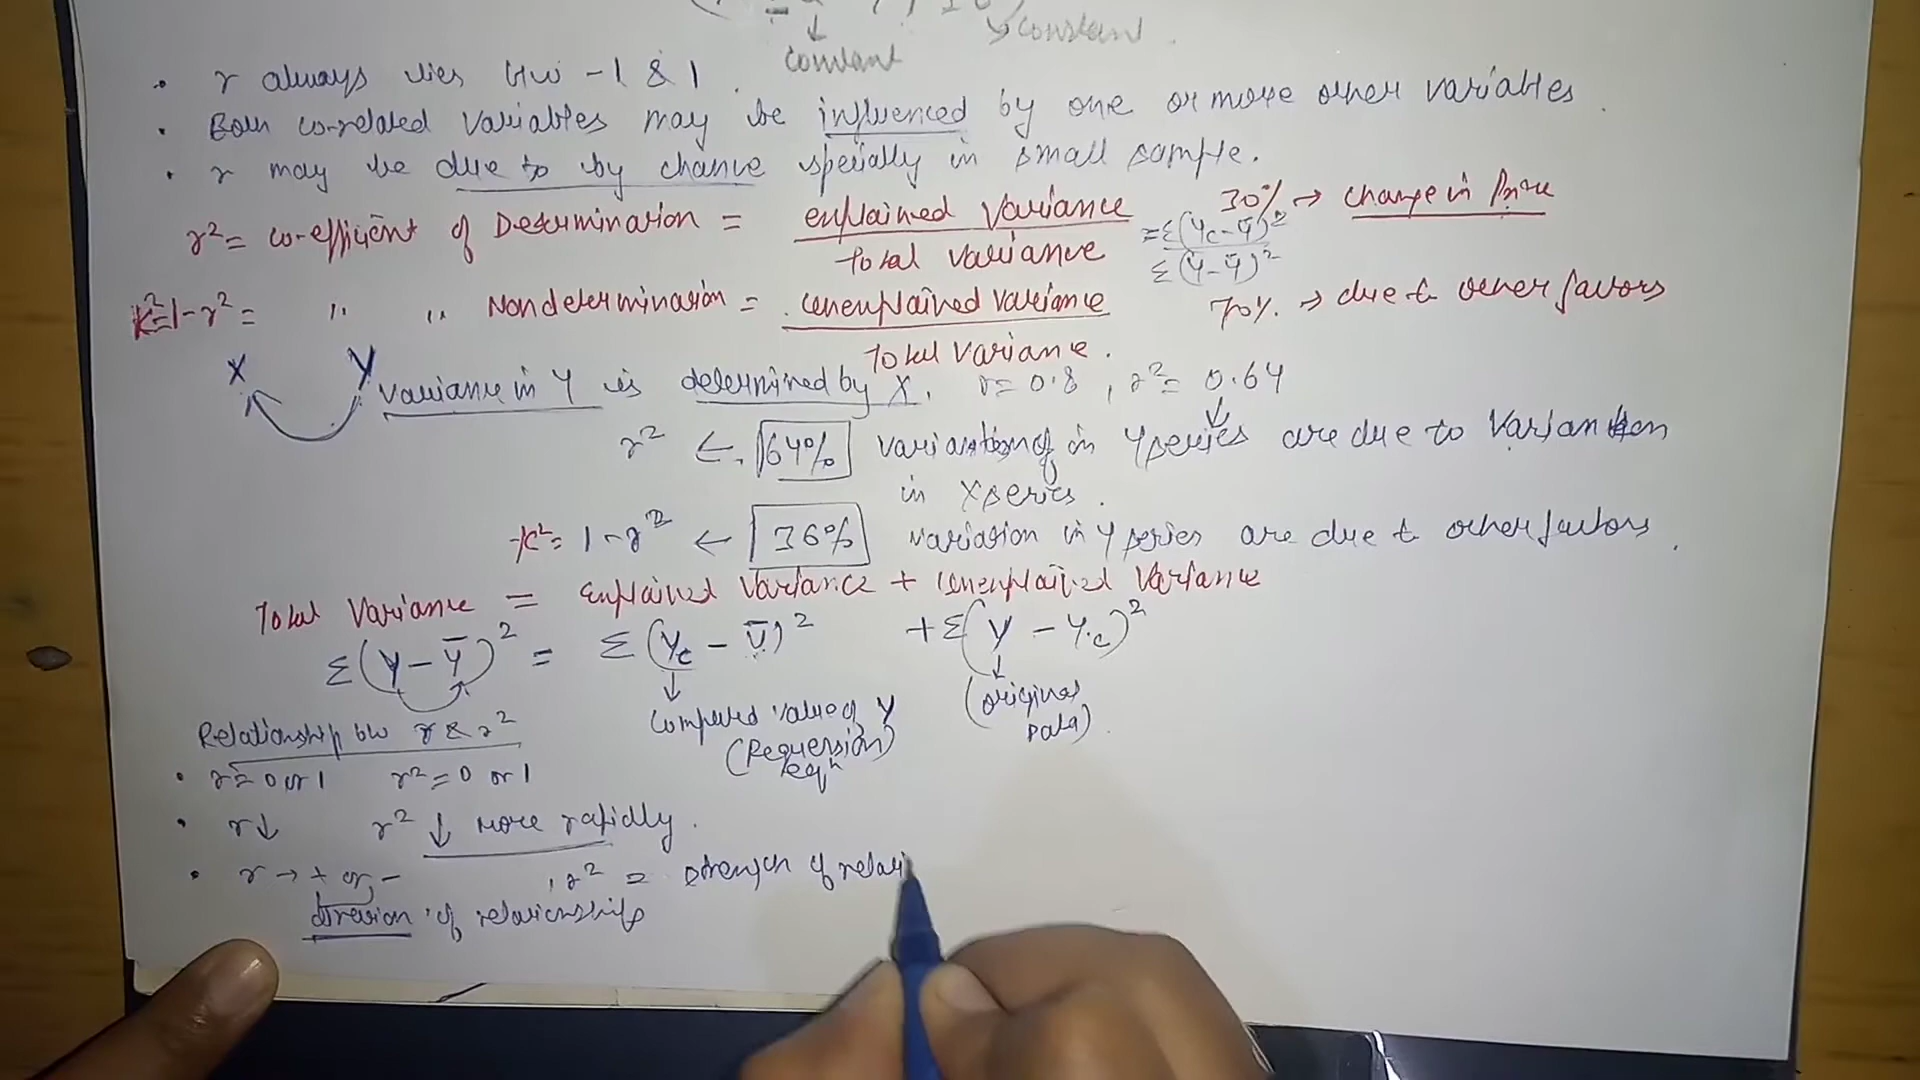 constant
constant
• r always lies b/w -1 & 1.
• Both co-related variables may be influenced by one or more other variables.
• r may be due to by chance specially in small sample.
r² = co-efficient of Determination = explained Variance / Total Variance = Σ(Yc-Ȳ)² / Σ(Y-Ȳ)²
30% → change in Price
K²=1-r² = " " Nondetermination = unexplained variance / Total Variance.
70% → due to other factors
X Y
Variance in Y is determined by X. r = 0.8, r² = 0.64
r² ← 64% variation in Y series are due to variation
in X series.
K² = 1-r² ← 36% variation in Y series are due to other factors.
Total Variance = Explained Variance + Unexplained Variance
Σ(Y-Ȳ)² = Σ(Yc - Ȳ)² + Σ(Y - Yc)²
Computed value of Y
(Regression eqⁿ)
(original data).
Relationship b/w r & r²
• r = 0 or 1 r² = 0 or 1
• r↓ r² ↓ More rapidly.
• r → + or - , r² = strength of relati
direction of relationship